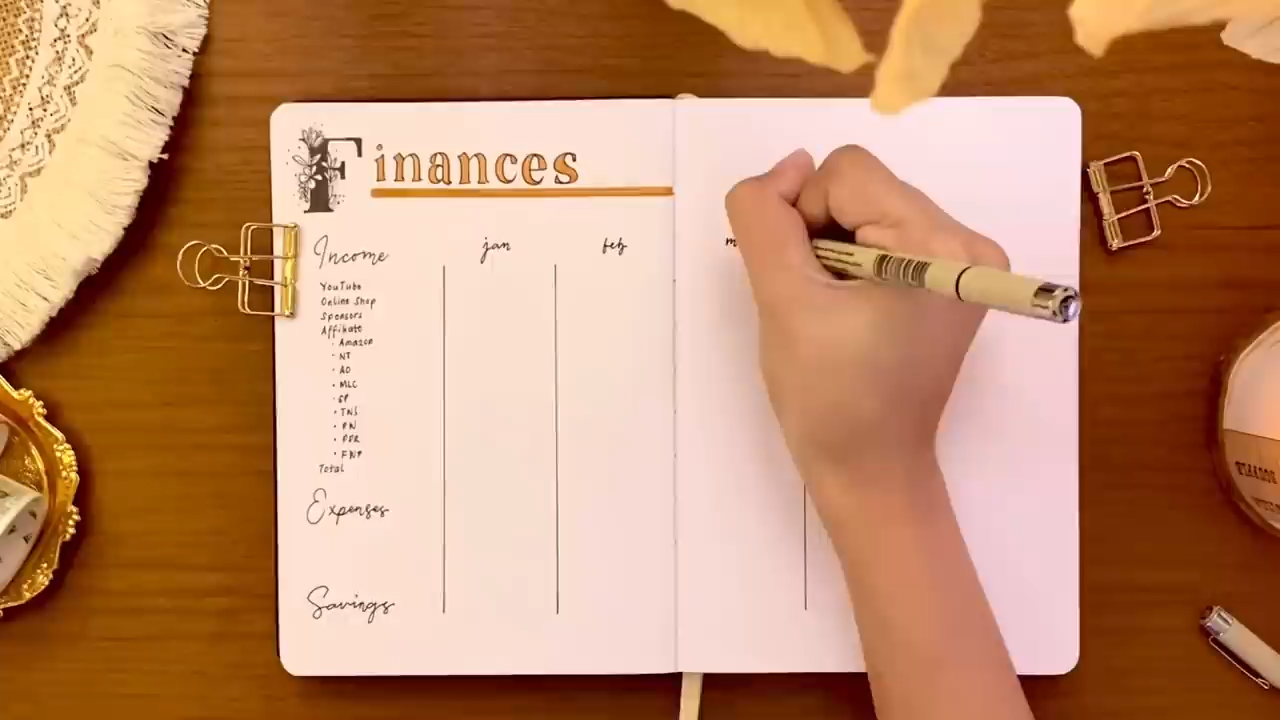 Finances
Income jan feb m
YouTube
Online Shop
Sponsors
Affiliate
· Amazon
· NT
· AO
· MLC
· SP
· TNS
· PN
· PPR
· FNP
Total
Expenses
Savings